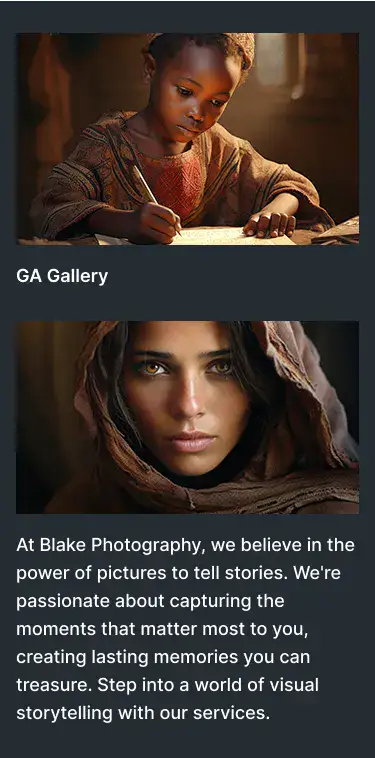 GA Gallery
At Blake Photography, we believe in the
power of pictures to tell stories. We're
passionate about capturing the
moments that matter most to you,
creating lasting memories you can
treasure. Step into a world of visual
storytelling with our services.